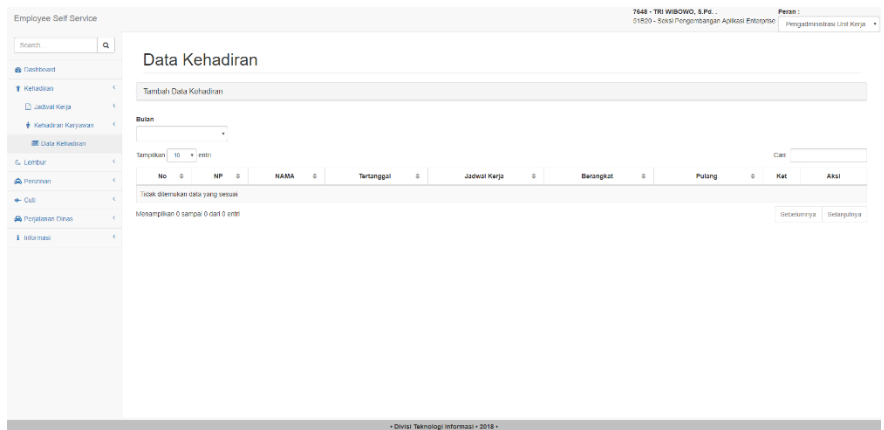 Employee Self Service
7648 - TRI WIBOWO, S.Pd. .
51B20 - Seksi Pengembangan Aplikasi Enterprise
Peran :
Pengadministrasi Unit Kerja
Search...
Dashboard
Kehadiran
Jadwal Kerja
Kehadiran Karyawan
Data Kehadiran
Lembur
Perizinan
Cuti
Perjalanan Dinas
Informasi
Data Kehadiran
Tambah Data Kehadiran
Bulan
Tampilkan 10 entri
Cari:
No NP NAMA Tertanggal Jadwal Kerja Berangkat Pulang Ket Aksi
Tidak ditemukan data yang sesuai
Menampilkan 0 sampai 0 dari 0 entri
Sebelumnya Selanjutnya
• Divisi Teknologi Informasi • 2018 •